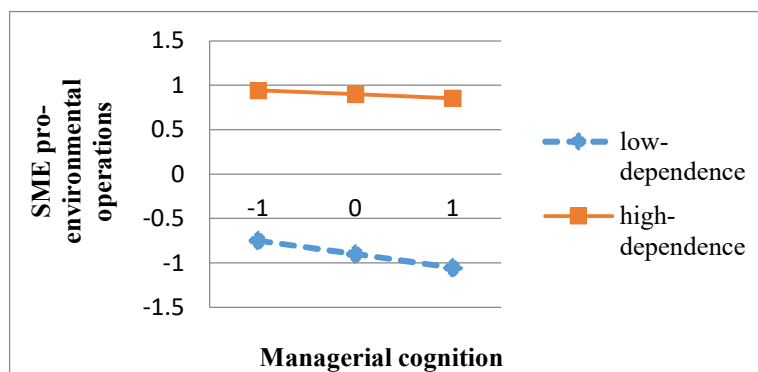 1.5
1
0.5
0
-0.5
-1
-1.5
-1 0 1
SME pro-
environmental
operations
Managerial cognition
low-
dependence
high-
dependence